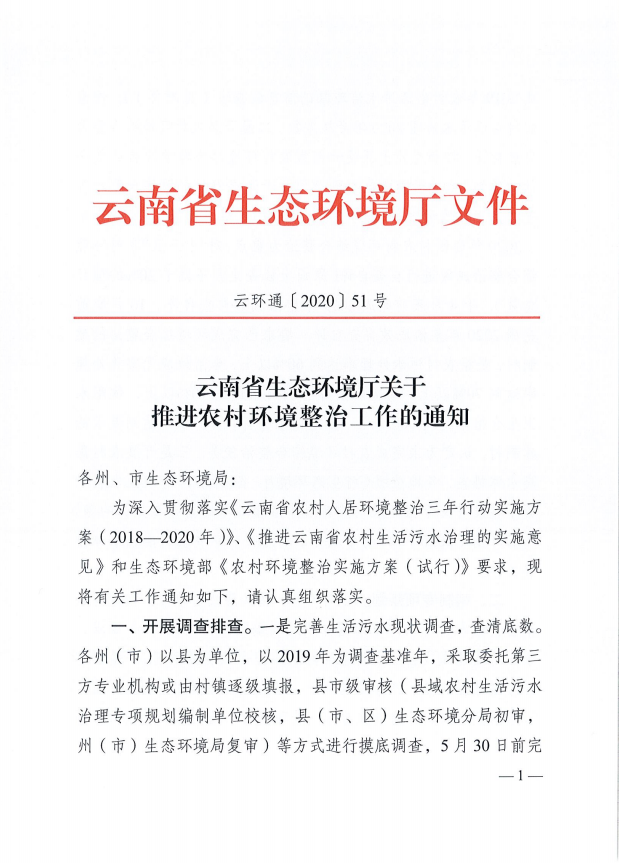 云南省生态环境厅文件
云环通〔2020〕51号
云南省生态环境厅关于
推进农村环境整治工作的通知
各州、市生态环境局：
为深入贯彻落实《云南省农村人居环境整治三年行动实施方
案（2018—2020年）》、《推进云南省农村生活污水治理的实施意
见》和生态环境部《农村环境整治实施方案（试行）》要求，现
将有关工作通知如下，请认真组织落实。
一、开展调查排查。一是完善生活污水现状调查，查清底数。
各州（市）以县为单位，以2019年为调查基准年，采取委托第三
方专业机构或由村镇逐级填报，县市级审核（县域农村生活污水
治理专项规划编制单位校核，县（市、区）生态环境分局初审，
州（市）生态环境局复审）等方式进行摸底调查，5月30日前完
—1—